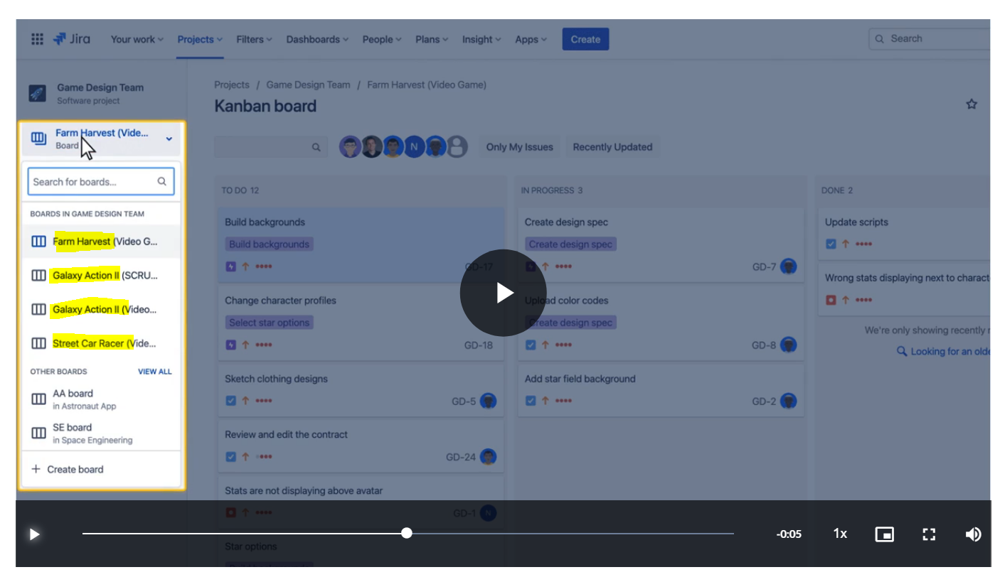 Jira Your work Projects Filters Dashboards People Plans Insight Apps Create Search
Game Design Team
Software project
Projects / Game Design Team / Farm Harvest (Video Game)
Kanban board
Farm Harvest (Vide...
Board
N
Only My Issues Recently Updated
Search for boards...
BOARDS IN GAME DESIGN TEAM
Farm Harvest (Video G...
Galaxy Action II (SCRU...
Galaxy Action II (Video...
Street Car Racer (Vide...
OTHER BOARDS VIEW ALL
AA board
in Astronaut App
SE board
in Space Engineering
+ Create board
TO DO 12
Build backgrounds
Build backgrounds
GD-17
Change character profiles
Select star options
GD-18
Sketch clothing designs
GD-5
Review and edit the contract
GD-24
Stats are not displaying above avatar
GD-1 N
Star options
IN PROGRESS 3
Create design spec
Create design spec
GD-7
Upload color codes
Create design spec
GD-8
Add star field background
GD-2
DONE 2
Update scripts
Wrong stats displaying next to charact
We're only showing recently
Looking for an olde
-0:05 1x